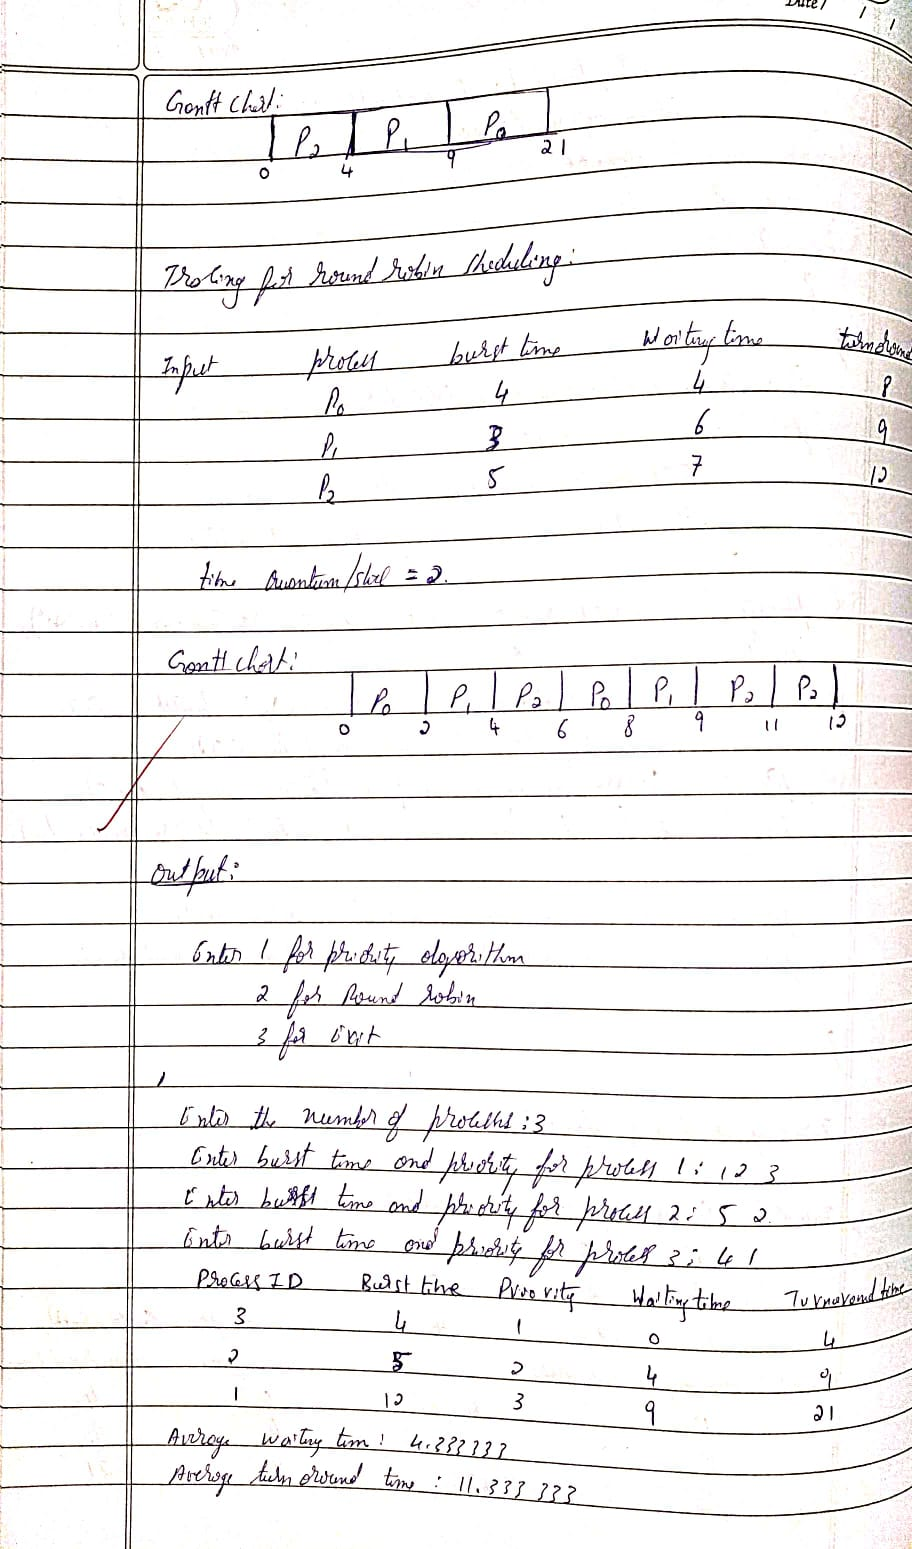 Date /
/ /
Gantt Chart:
P2 P1 P0
0 4 9 21
Tracing for round robin sheduling:
Input process burst time Waiting time turnaround
P0 4 4 8
P1 3 6 9
P2 5 7 12
time Quantum/slice = 2.
Gantt chart:
P0 P1 P2 P0 P1 P2 P2
0 2 4 6 8 9 11 12
Output:
Enter 1 for priority algorithm
2 for Round robin
3 for Exit
1
Enter the number of process : 3
Enter burst time and priority for process 1 : 12 3
Enter burst time and priority for process 2 : 5 2
Enter burst time and priority for process 3 : 4 1
Process ID Burst time Priority Waiting time Turnaround time
3 4 1 0 4
2 5 2 4 9
1 12 3 9 21
Average waiting tim : 4.333333
Average turn around time : 11.333333